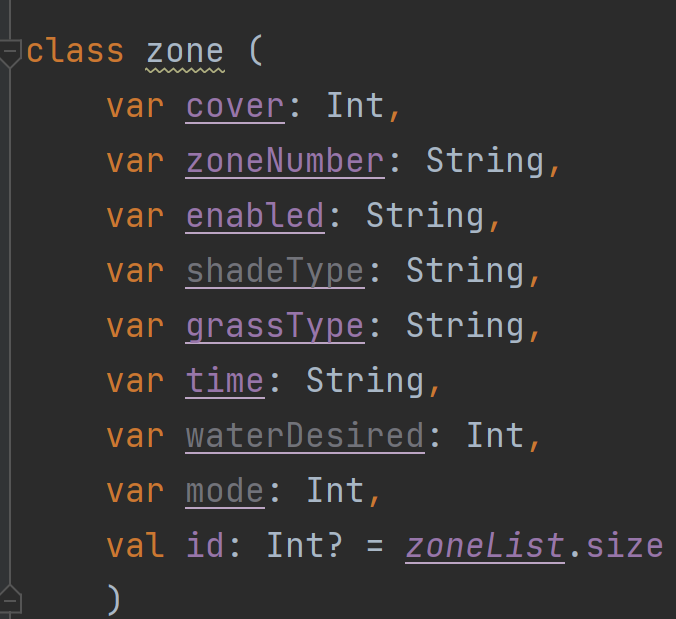 class zone (
var cover: Int,
var zoneNumber: String,
var enabled: String,
var shadeType: String,
var grassType: String,
var time: String,
var waterDesired: Int,
var mode: Int,
val id: Int? = zoneList.size
)